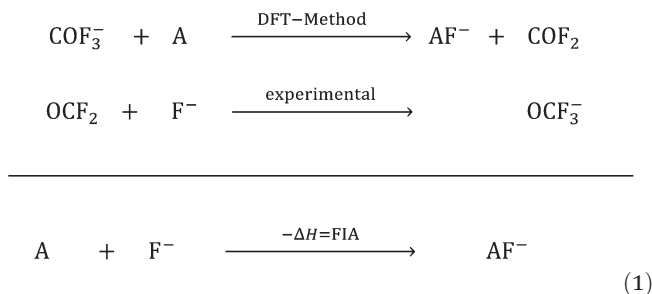 DFT−Method
COF₃⁻ + A ⟶ AF⁻ + COF₂
experimental
OCF₂ + F⁻ ⟶ OCF₃⁻
−ΔH=FIA
A + F⁻ ⟶ AF⁻
(1)